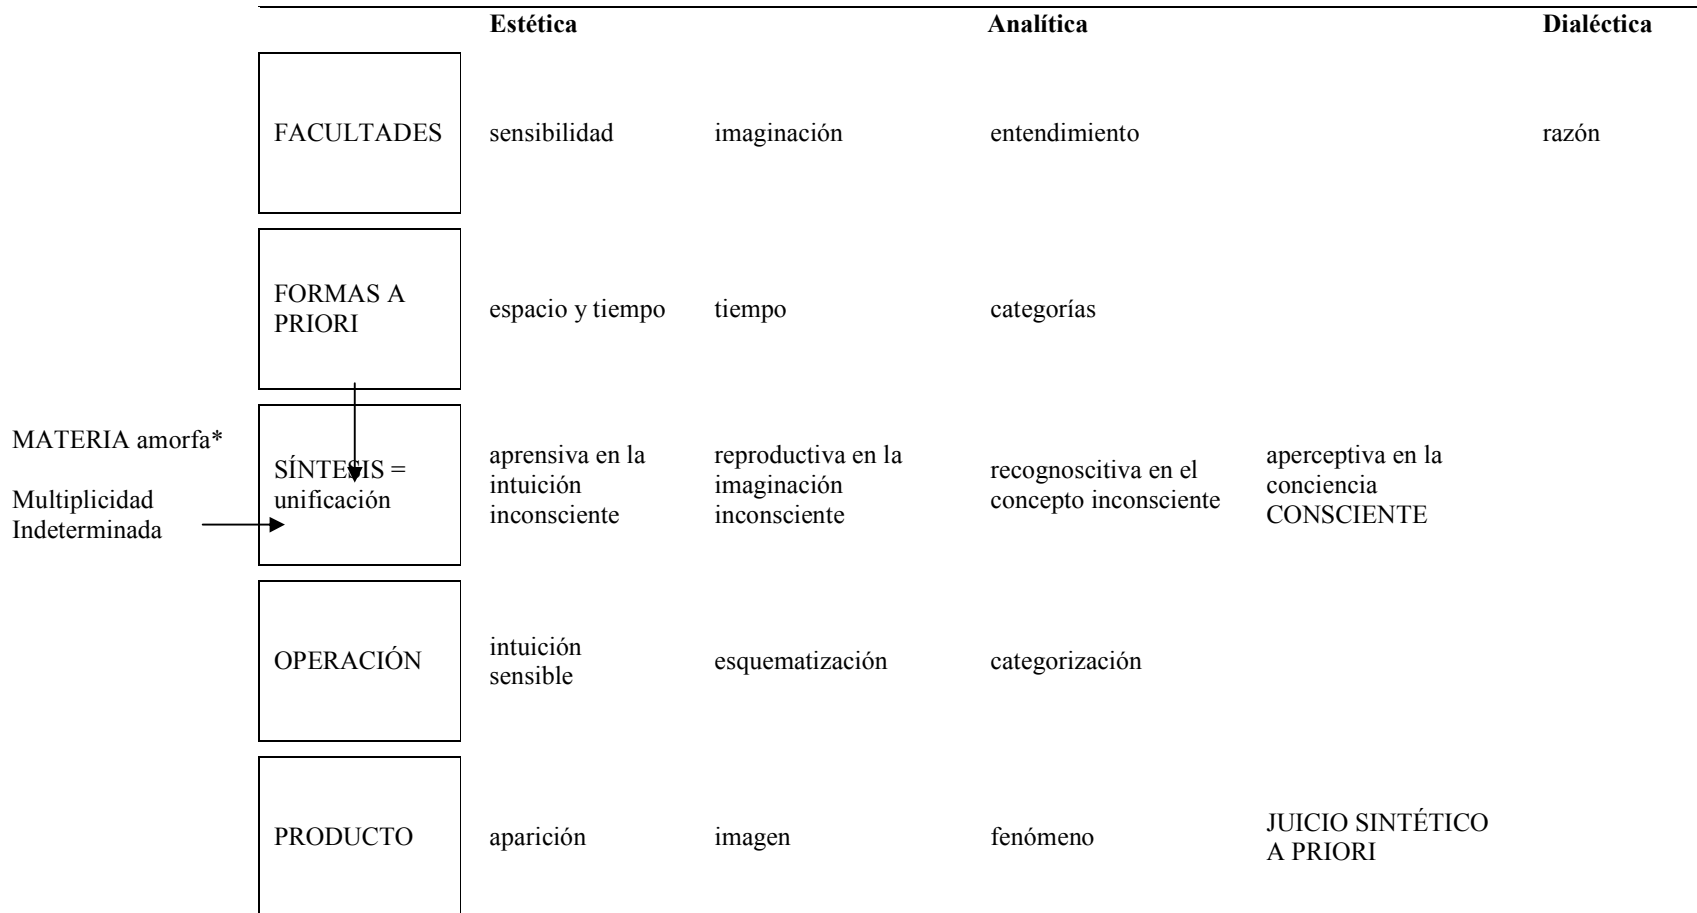 Estética Analítica Dialéctica
FACULTADES sensibilidad imaginación entendimiento razón
FORMAS A
PRIORI
espacio y tiempo tiempo categorías
MATERIA amorfa*
Multiplicidad
Indeterminada
SÍNTESIS =
unificación
aprensiva en la
intuición
inconsciente
reproductiva en la
imaginación
inconsciente
recognoscitiva en el
concepto inconsciente
aperceptiva en la
conciencia
CONSCIENTE
OPERACIÓN
intuición
sensible
esquematización categorización
PRODUCTO aparición imagen fenómeno
JUICIO SINTÉTICO
A PRIORI